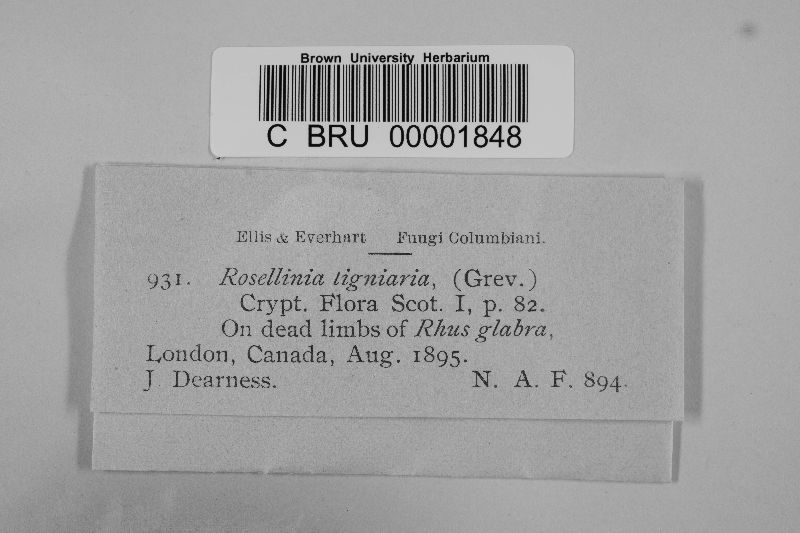 Brown University Herbarium
C BRU 00001848
Ellis & Everhart Fungi Columbiani.
931. Rosellinia ligniaria, (Grev.)
Crypt. Flora Scot. I, p. 82.
On dead limbs of Rhus glabra,
London, Canada, Aug. 1895.
J. Dearness. N. A. F. 894.